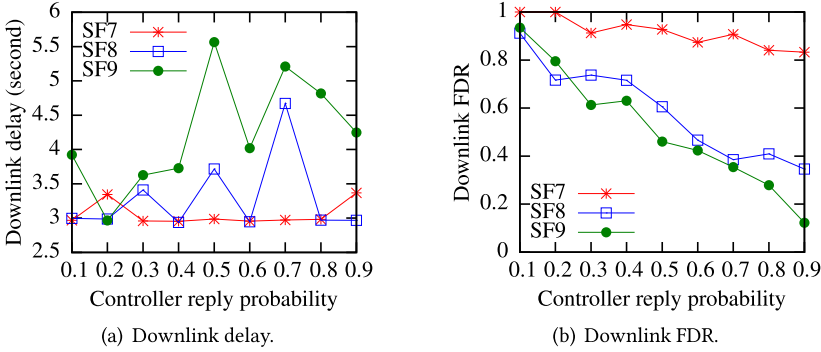 Downlink delay (second)
6
5.5
5
4.5
4
3.5
3
2.5
SF7
SF8
SF9
0.1 0.2 0.3 0.4 0.5 0.6 0.7 0.8 0.9
Controller reply probability
(a) Downlink delay.
Downlink FDR
1
0.8
0.6
0.4
0.2
0
SF7
SF8
SF9
0.1 0.2 0.3 0.4 0.5 0.6 0.7 0.8 0.9
Controller reply probability
(b) Downlink FDR.